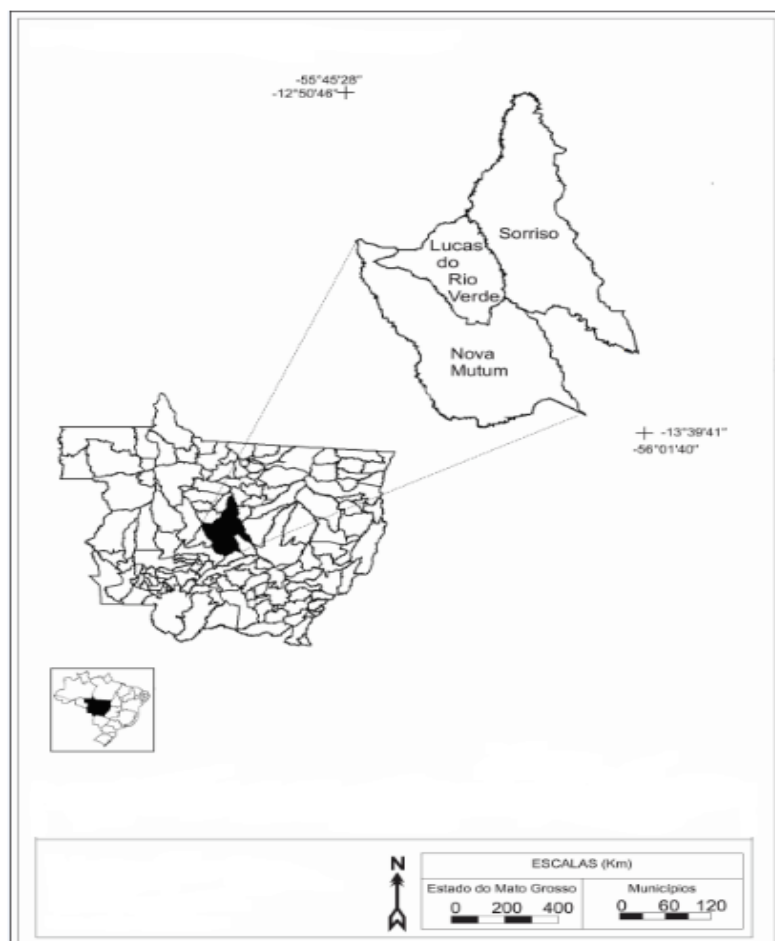 -55°45'28"
-12°50'46"
Sorriso
Lucas
do
Rio
Verde
Nova
Mutum
-13°39'41"
-56°01'40"
N
ESCALAS (Km)
Estado do Mato Grosso
0 200 400
Municípios
0 60 120